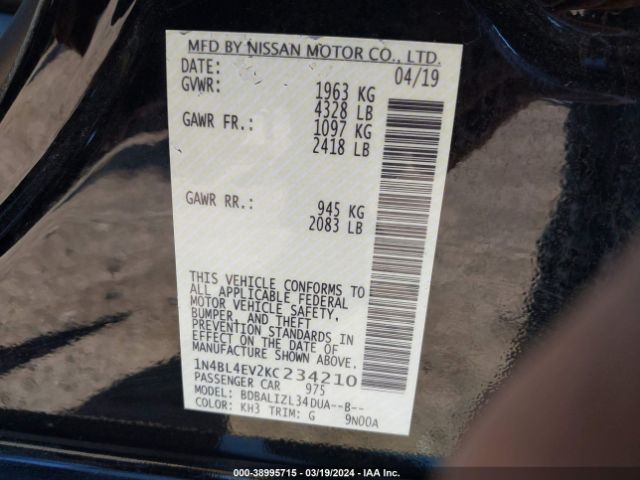 MFD BY NISSAN MOTOR CO., LTD.
DATE: 04/19
GVWR: 1963 KG
4328 LB
GAWR FR.: 1097 KG
2418 LB
GAWR RR.: 945 KG
2083 LB
THIS VEHICLE CONFORMS TO
ALL APPLICABLE FEDERAL
MOTOR VEHICLE SAFETY,
BUMPER, AND THEFT
PREVENTION STANDARDS IN
EFFECT ON THE DATE OF
MANUFACTURE SHOWN ABOVE.
1N4BL4EV2KC234210
PASSENGER CAR 975
MODEL: BDBALIZL34DUA--B--
COLOR: KH3 TRIM: G 9N00A
000-38995715 — 03/19/2024 — IAA Inc.